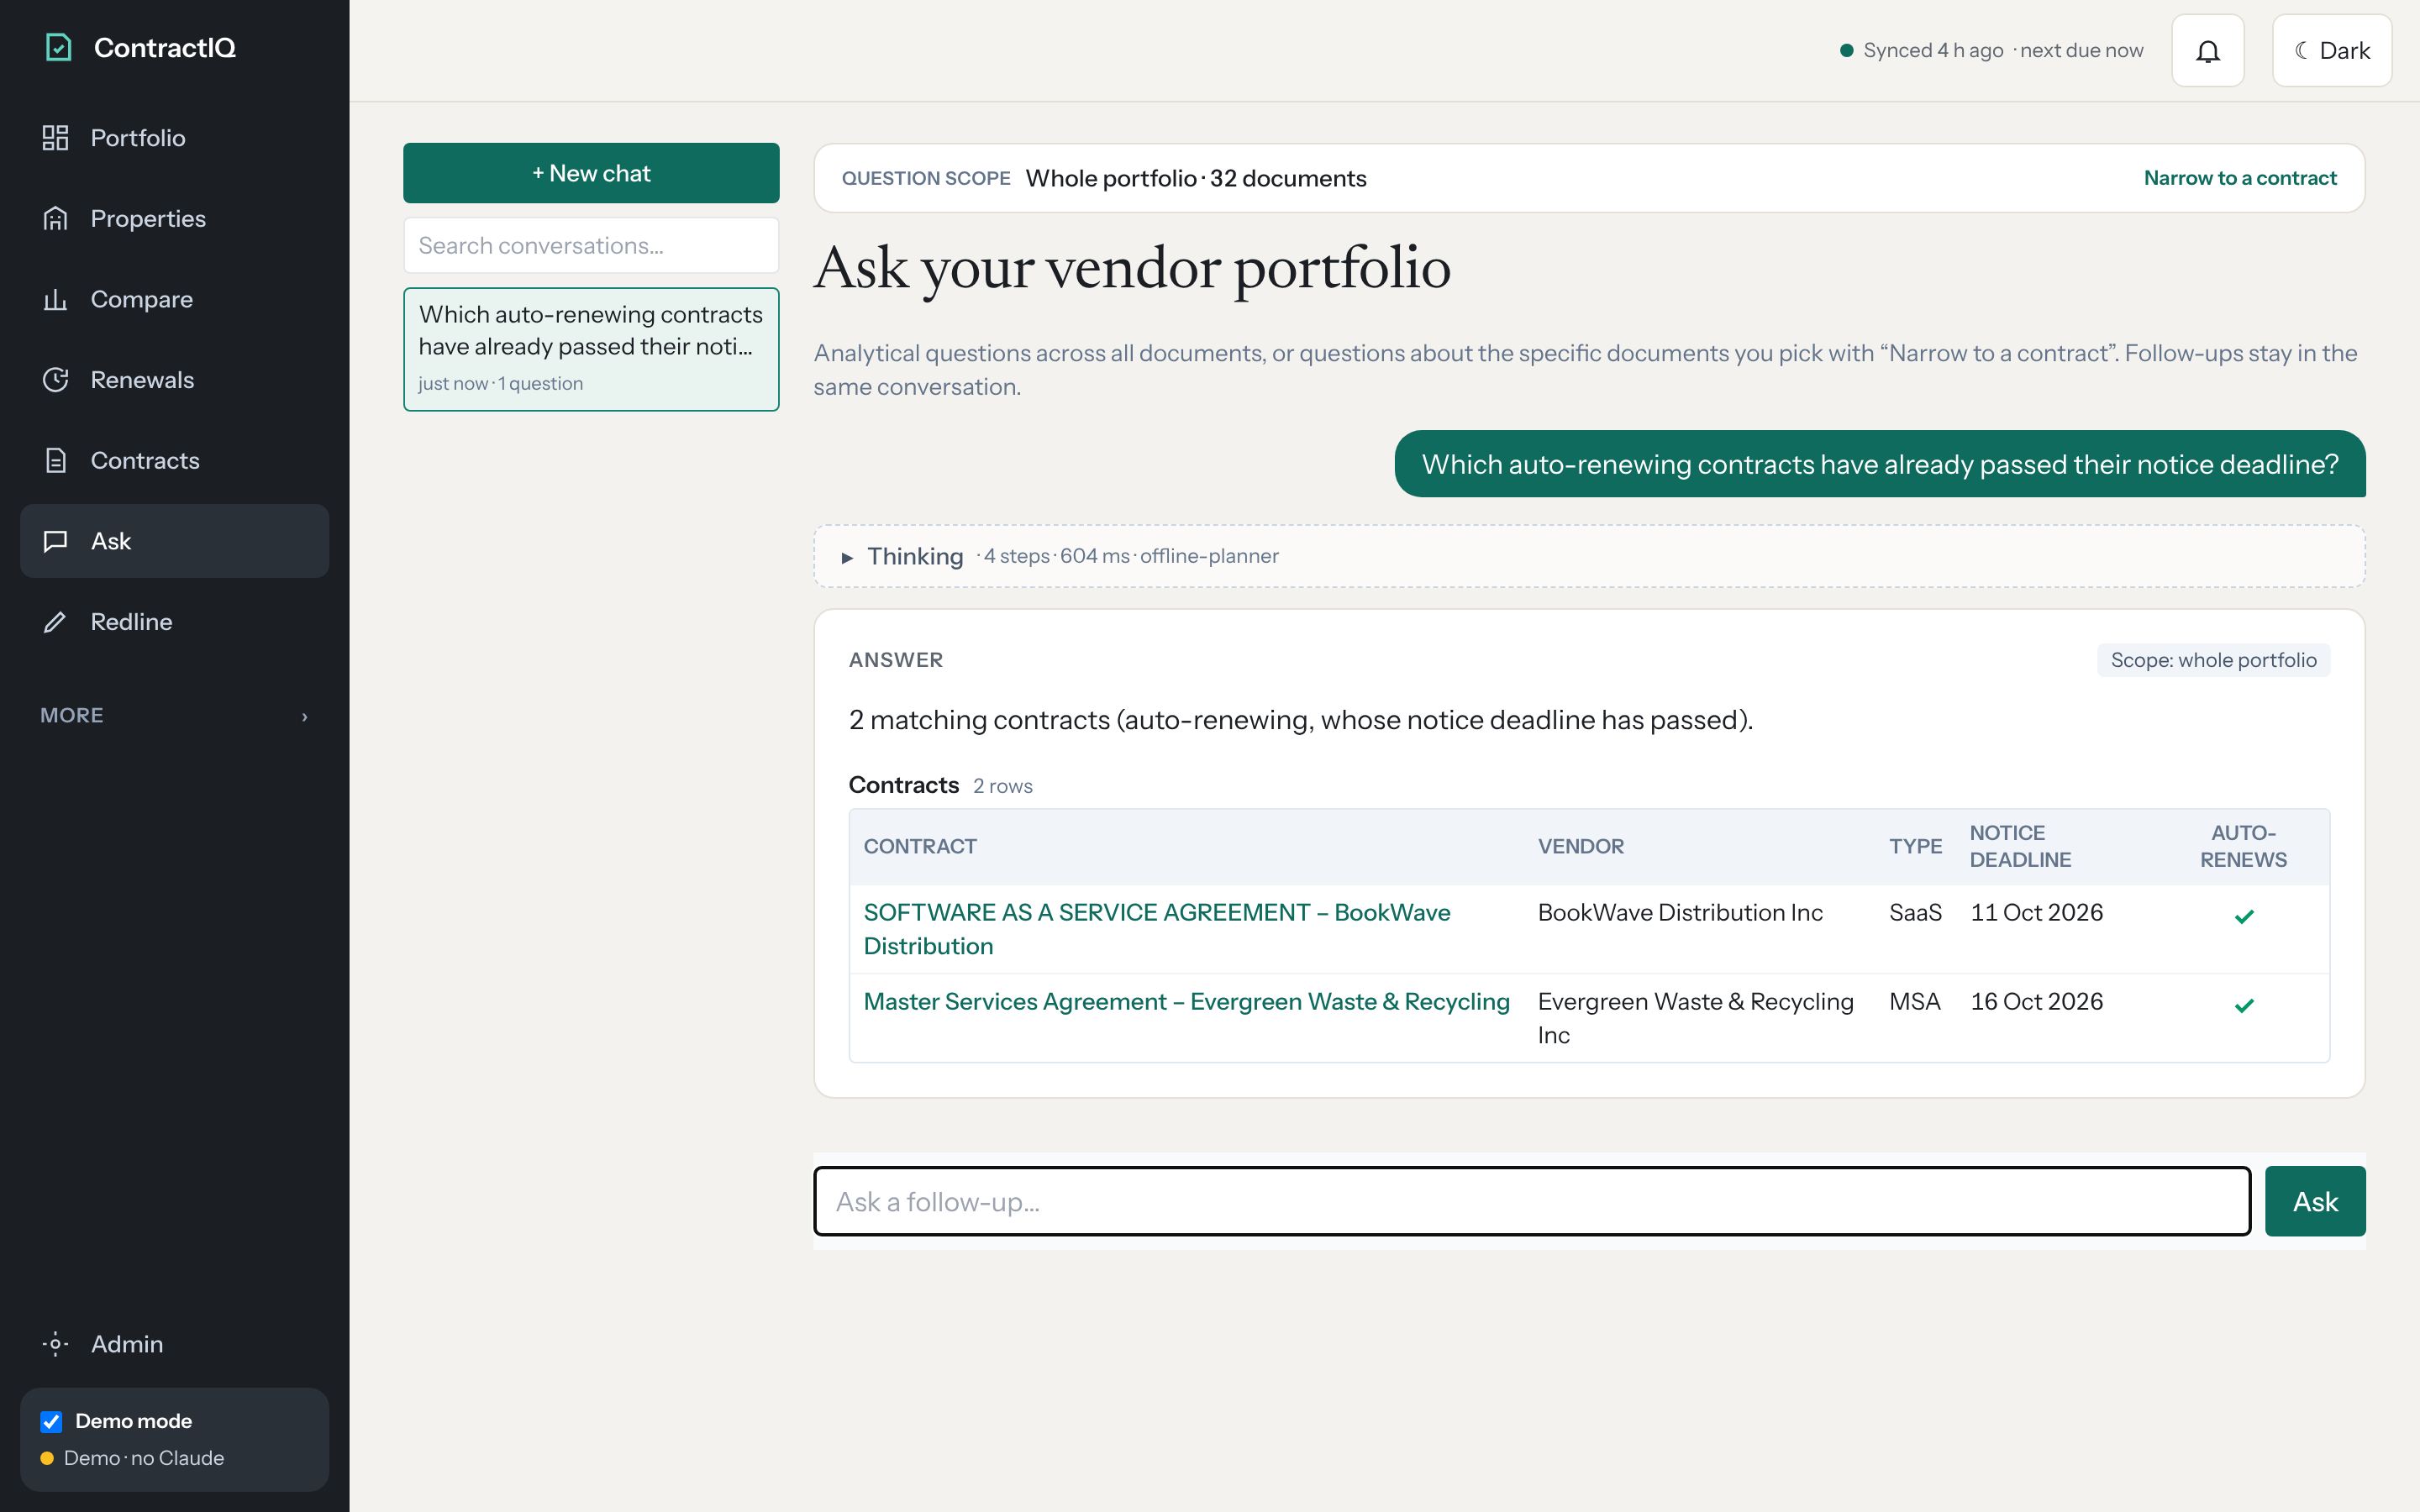 ContractIQ
Portfolio
Properties
Compare
Renewals
Contracts
Ask
Redline
MORE ›
Admin
Demo mode
Demo · no Claude
Synced 4 h ago · next due now
☾ Dark
+ New chat
Search conversations...
Which auto-renewing contracts
have already passed their noti...
just now · 1 question
QUESTION SCOPE Whole portfolio · 32 documents
Narrow to a contract
Ask your vendor portfolio
Analytical questions across all documents, or questions about the specific documents you pick with “Narrow to a contract”. Follow-ups stay in the
same conversation.
Which auto-renewing contracts have already passed their notice deadline?
▸ Thinking · 4 steps · 604 ms · offline-planner
ANSWER
Scope: whole portfolio
2 matching contracts (auto-renewing, whose notice deadline has passed).
Contracts 2 rows
CONTRACT VENDOR TYPE NOTICE DEADLINE AUTO-RENEWS
SOFTWARE AS A SERVICE AGREEMENT – BookWave Distribution BookWave Distribution Inc SaaS 11 Oct 2026 ✓
Master Services Agreement – Evergreen Waste & Recycling Evergreen Waste & Recycling Inc MSA 16 Oct 2026 ✓
Ask a follow-up...
Ask